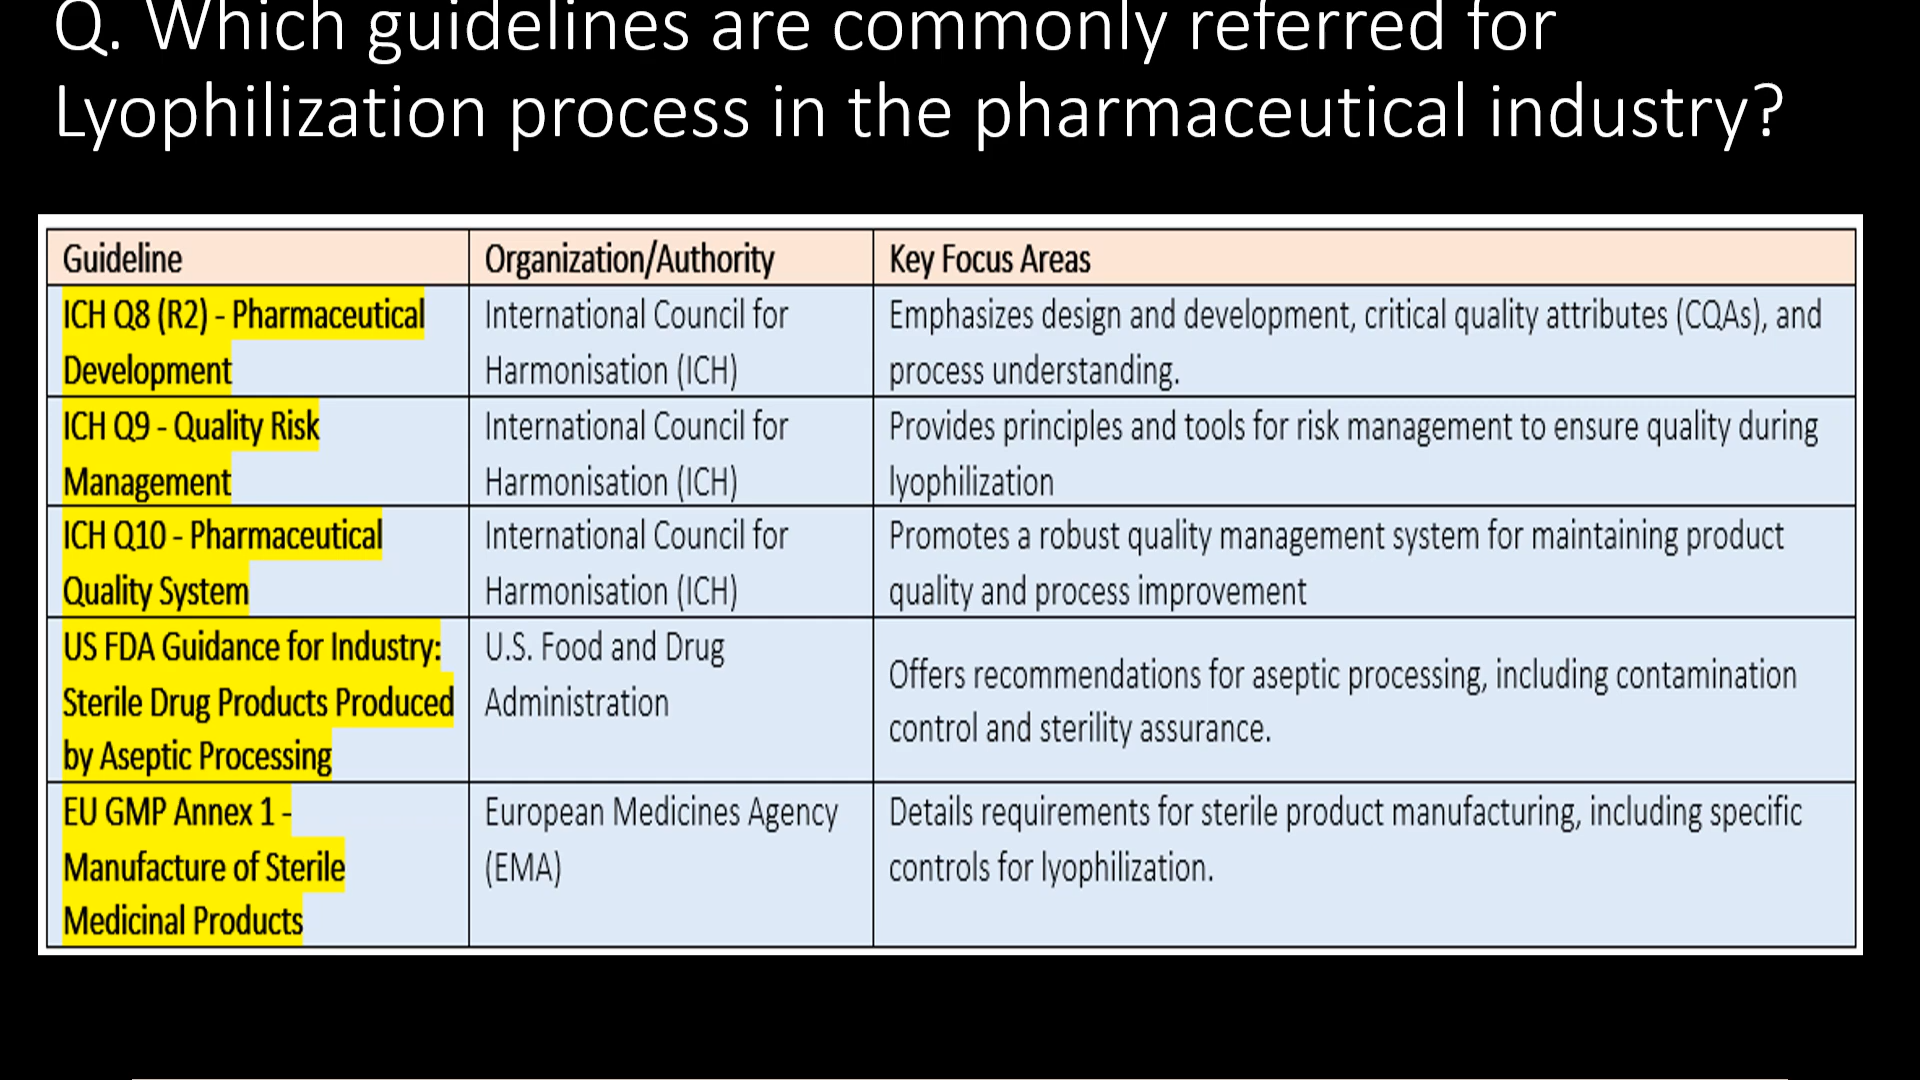 Q. Which guidelines are commonly referred for
Lyophilization process in the pharmaceutical industry?
Guideline
Organization/Authority
Key Focus Areas
ICH Q8 (R2) - Pharmaceutical
Development
International Council for
Harmonisation (ICH)
Emphasizes design and development, critical quality attributes (CQAs), and
process understanding.
ICH Q9 - Quality Risk
Management
International Council for
Harmonisation (ICH)
Provides principles and tools for risk management to ensure quality during
lyophilization
ICH Q10 - Pharmaceutical
Quality System
International Council for
Harmonisation (ICH)
Promotes a robust quality management system for maintaining product
quality and process improvement
US FDA Guidance for Industry:
Sterile Drug Products Produced
by Aseptic Processing
U.S. Food and Drug
Administration
Offers recommendations for aseptic processing, including contamination
control and sterility assurance.
EU GMP Annex 1 -
Manufacture of Sterile
Medicinal Products
European Medicines Agency
(EMA)
Details requirements for sterile product manufacturing, including specific
controls for lyophilization.